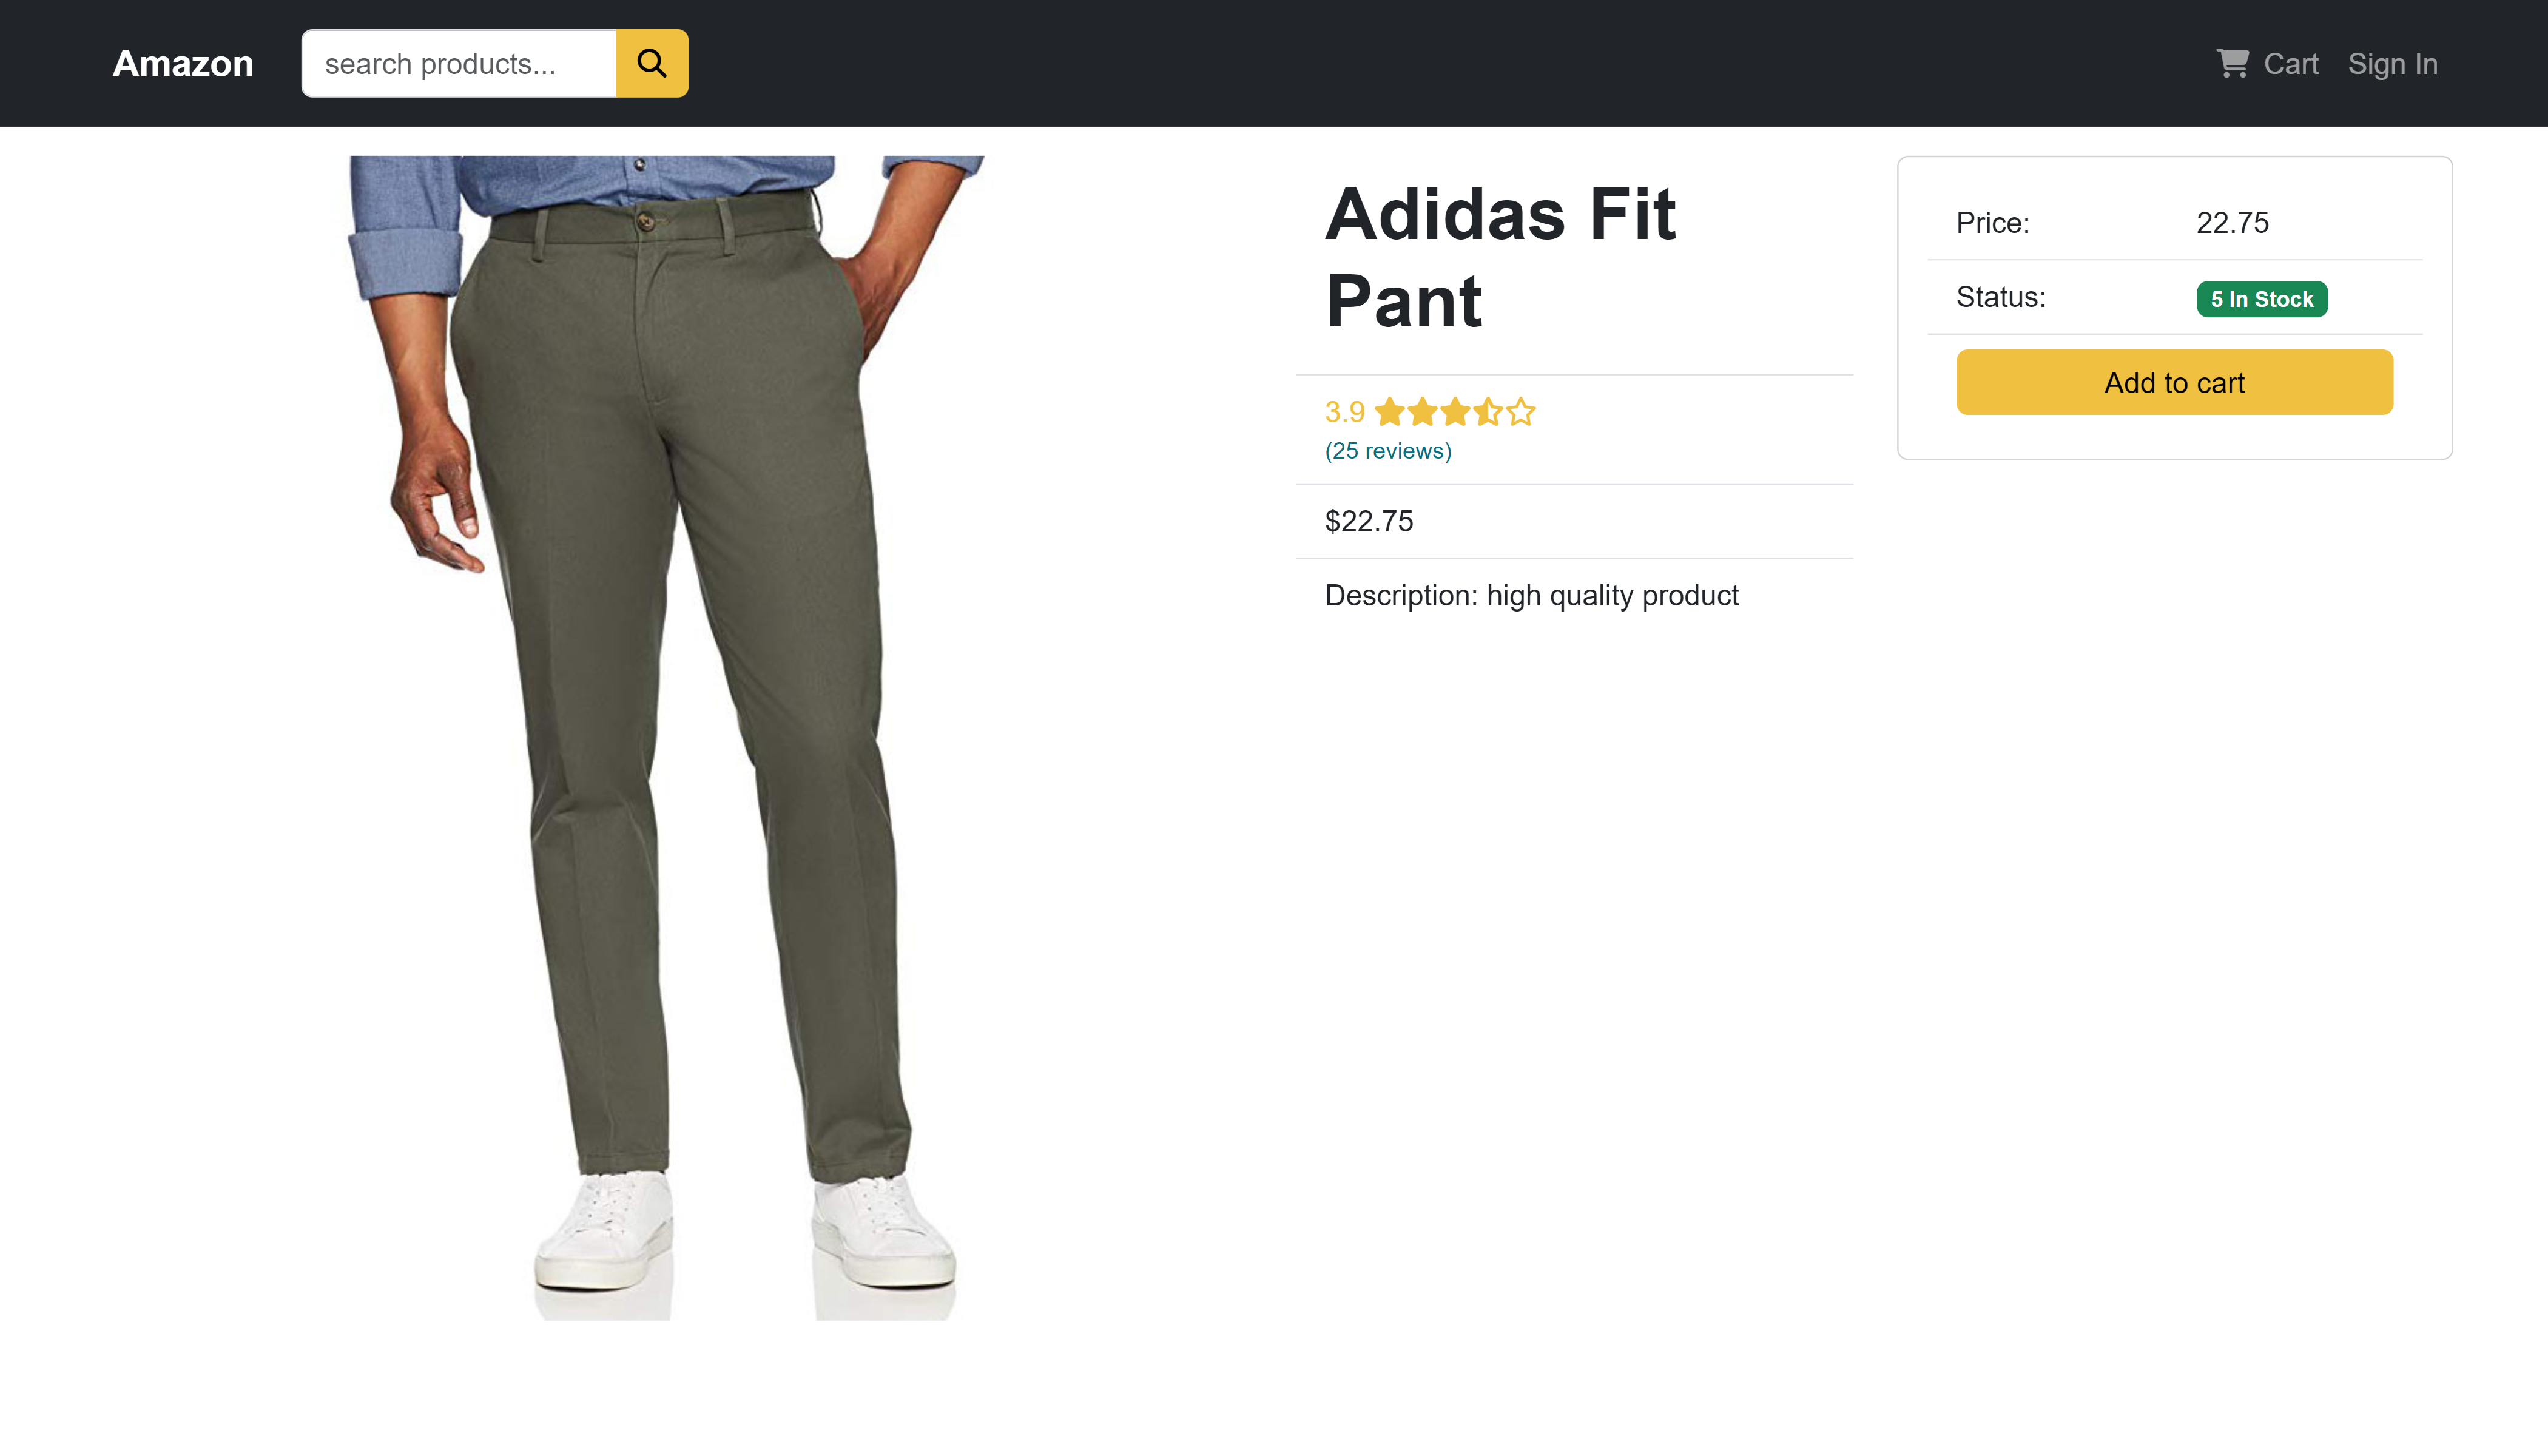 Amazon
search products...
Cart
Sign In
Adidas Fit
Pant
3.9
(25 reviews)
$22.75
Description: high quality product
Price: 22.75
Status: 5 In Stock
Add to cart